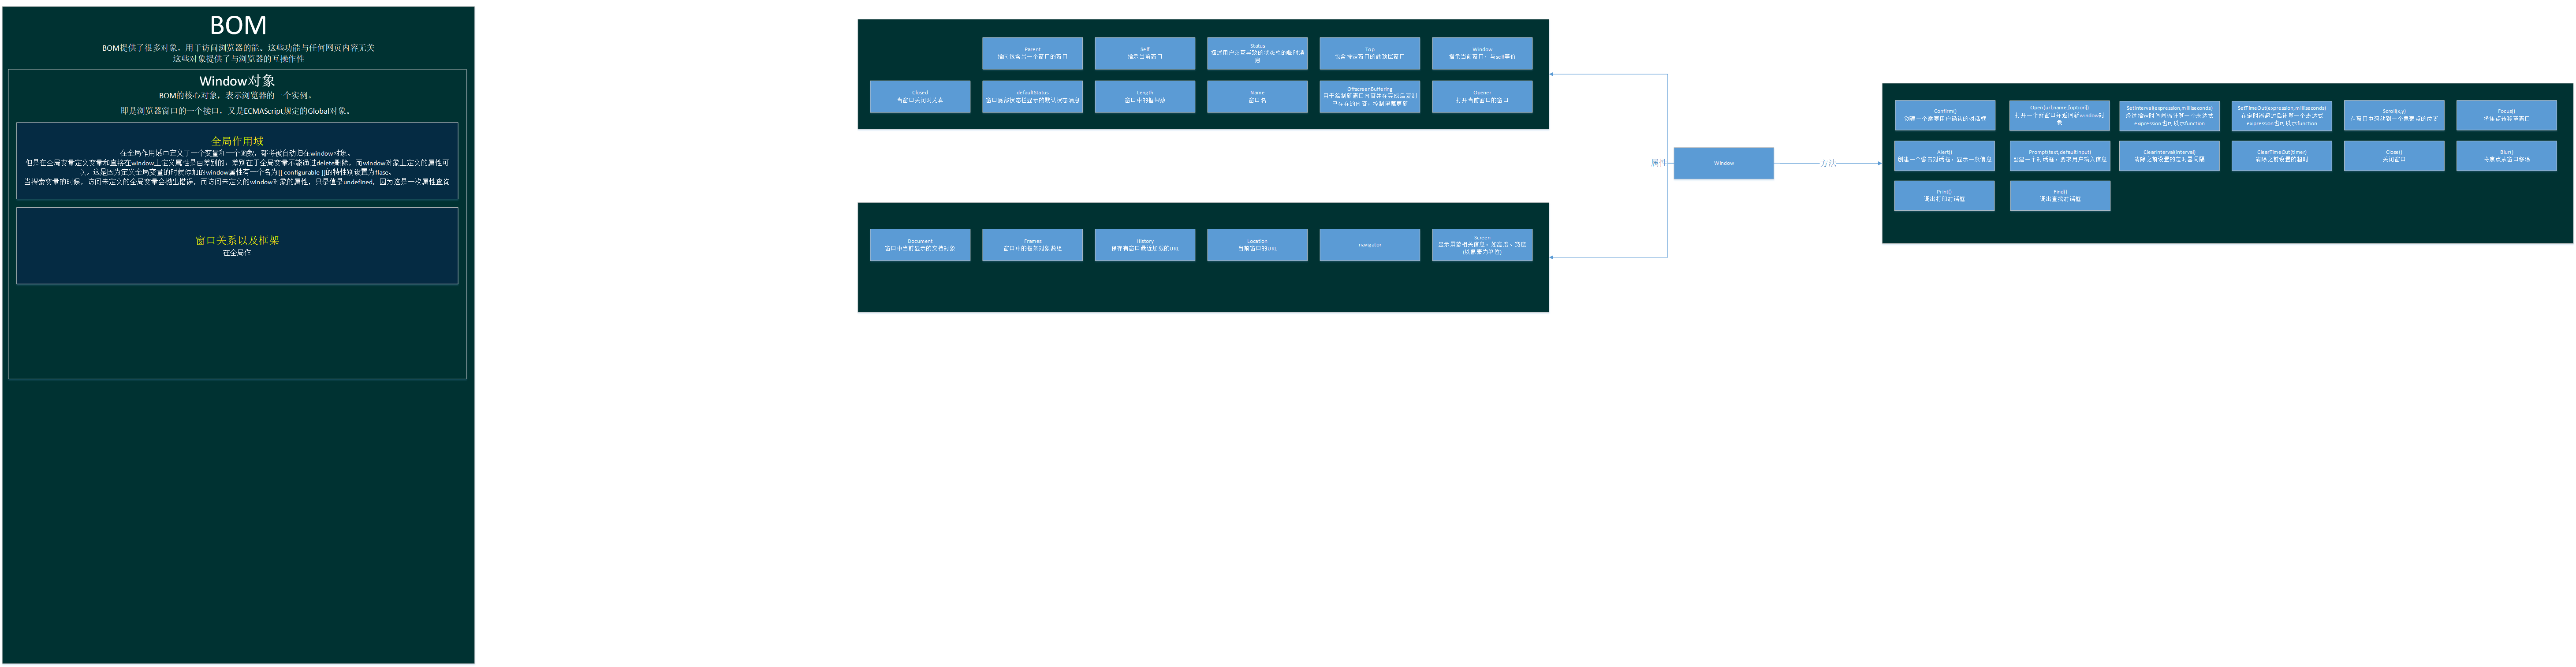 BOM
BOM提供了很多对象，用于访问浏览器的能，这些功能与任何网页内容无关
这些对象提供了与浏览器的互操作性
Window对象
BOM的核心对象，表示浏览器的一个实例。
即是浏览器窗口的一个接口，又是ECMAScript规定的Global对象。
全局作用域
在全局作用域中定义了一个变量和一个函数，都将被自动归在window对象。
但是在全局变量定义变量和直接在window上定义属性是由差别的：差别在于全局变量不能通过delete删除，而window对象上定义的属性可
以，这是因为定义全局变量的时候添加的window属性有一个名为[[ configurable ]]的特性别设置为flase。
当搜索变量的时候，访问未定义的全局变量会抛出错误，而访问未定义的window对象的属性，只是值是undefined，因为这是一次属性查询
窗口关系以及框架
在全局作
Parent
指向包含另一个窗口的窗口
Self
指示当前窗口
Status
描述用户交互导致的状态栏的临时消
息
Top
包含特定窗口的最顶层窗口
Window
指示当前窗口，与self等价
Closed
当窗口关闭时为真
defaultStatus
窗口底部状态栏显示的默认状态消息
Length
窗口中的框架数
Name
窗口名
OffscreenBuffering
用于绘制新窗口内容并在完成后复制
已存在的内容，控制屏幕更新
Opener
打开当前窗口的窗口
Document
窗口中当前显示的文档对象
Frames
窗口中的框架对象数组
History
保存有窗口最近加载的URL
Location
当前窗口的URL
navigator
Screen
显示屏幕相关信息，如高度，宽度
(以像素为单位)
属性
Window
方法
Confirm()
创建一个需要用户确认的对话框
Open(url,name,[option])
打开一个新窗口并返回新window对
象
SetInterval(expression,milliseconds)
经过指定时间间隔计算一个表达式
expression也可以示function
SetTimeOut(expression,milliseconds)
在定时器超过后计算一个表达式
expression也可以示function
Scroll(x,y)
在窗口中滚动到一个像素点的位置
Focus()
将焦点转移至窗口
Alert()
创建一个警告对话框，显示一条信息
Prompt(text,defaultInput)
创建一个对话框，要求用户输入信息
ClearInterval(interval)
清除之前设置的定时器间隔
ClearTimeOut(timer)
清除之前设置的超时
Close()
关闭窗口
Blur()
将焦点从窗口移除
Print()
调出打印对话框
Find()
调出查找对话框